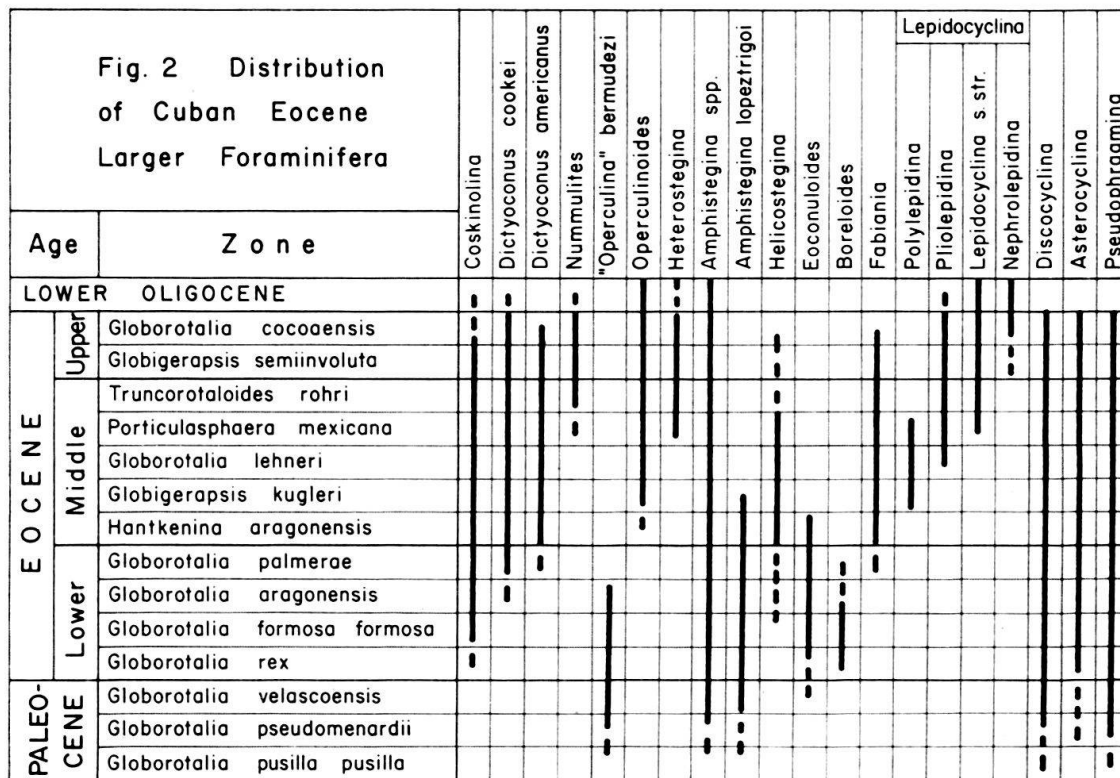 Fig. 2 Distribution
of Cuban Eocene
Larger Foraminifera
Age
Zone
Coskinolina
Dictyoconus cookei
Dictyoconus americanus
Nummulites
"Operculina" bermudezi
Operculinoides
Heterostegina
Amphistegina spp.
Amphistegina lopeztrigoi
Helicostegina
Eoconuloides
Boreloides
Fabiania
Lepidocyclina
Polylepidina
Pliolepidina
Lepidocyclina s. str.
Nephrolepidina
Discocyclina
Asterocyclina
Pseudophragmina
LOWER OLIGOCENE
EOCENE
Upper
Globorotalia cocoaensis
Globigerapsis semiinvoluta
Middle
Truncorotaloides rohri
Porticulasphaera mexicana
Globorotalia lehneri
Globigerapsis kugleri
Hantkenina aragonensis
Lower
Globorotalia palmerae
Globorotalia aragonensis
Globorotalia formosa formosa
Globorotalia rex
PALEO-
CENE
Globorotalia velascoensis
Globorotalia pseudomenardii
Globorotalia pusilla pusilla